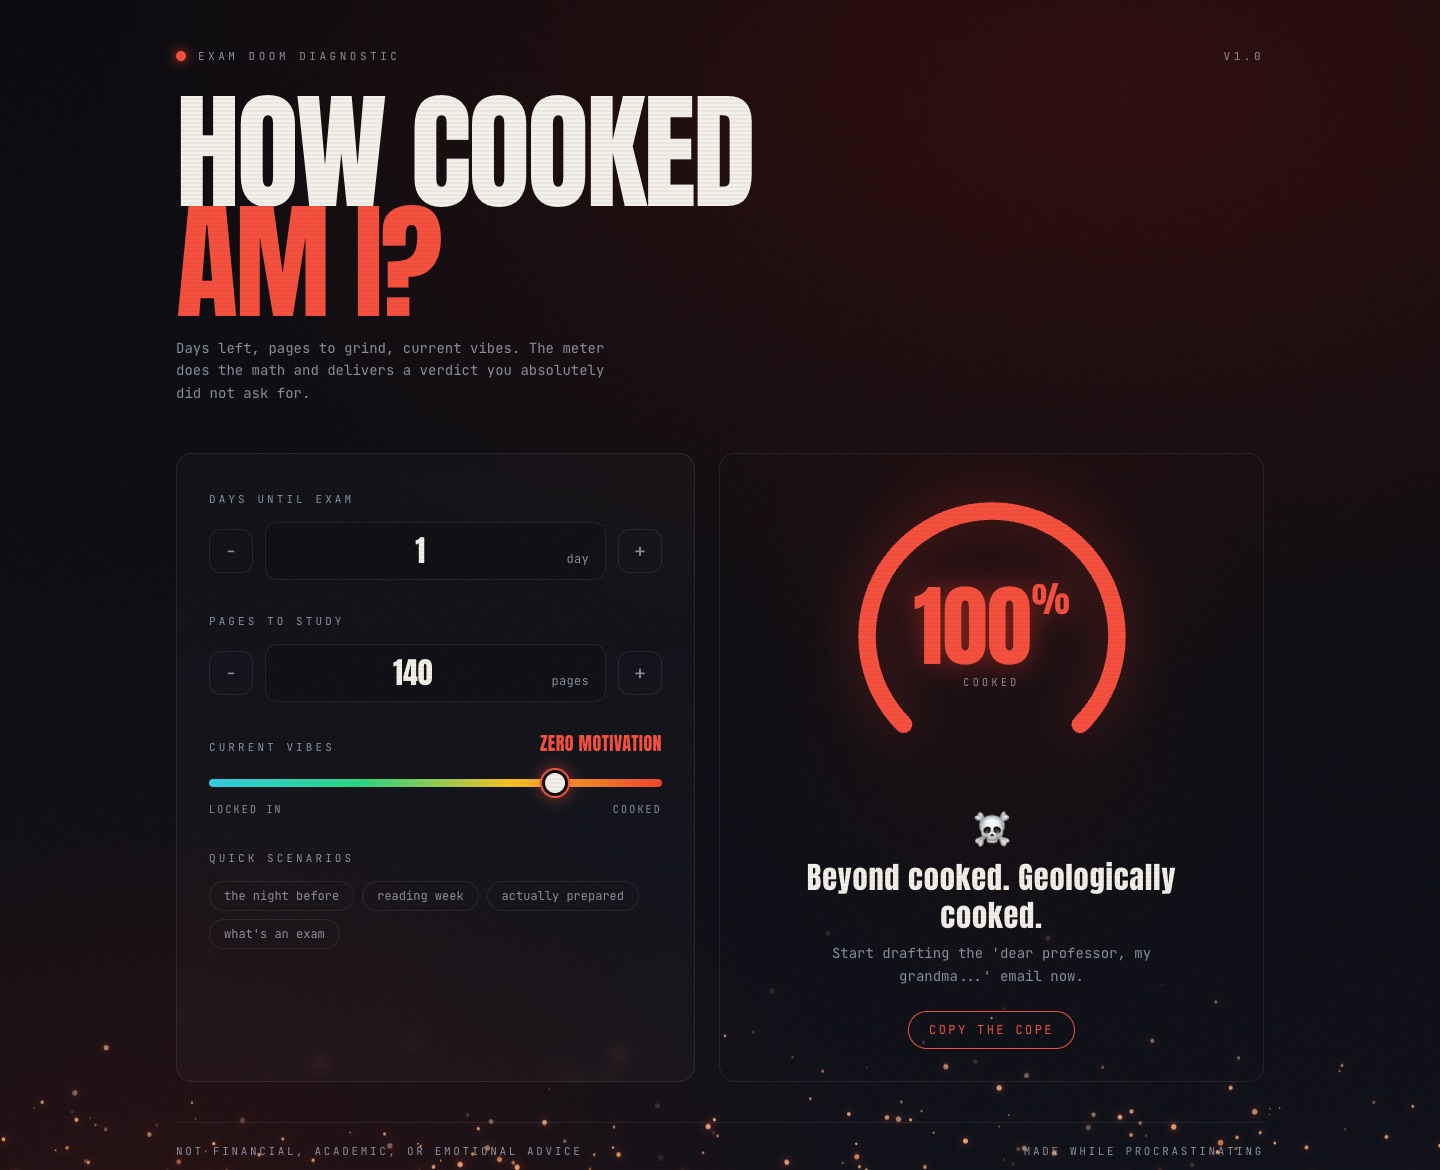 EXAM DOOM DIAGNOSTIC
V1.0
HOW COOKED
AM I?
Days left, pages to grind, current vibes. The meter
does the math and delivers a verdict you absolutely
did not ask for.
DAYS UNTIL EXAM
-
1
day
+
PAGES TO STUDY
-
140
pages
+
CURRENT VIBES
ZERO MOTIVATION
LOCKED IN
COOKED
QUICK SCENARIOS
the night before
reading week
actually prepared
what's an exam
100%
COOKED
Beyond cooked. Geologically
cooked.
Start drafting the 'dear professor, my
grandma...' email now.
COPY THE COPE
NOT FINANCIAL, ACADEMIC, OR EMOTIONAL ADVICE
MADE WHILE PROCRASTINATING